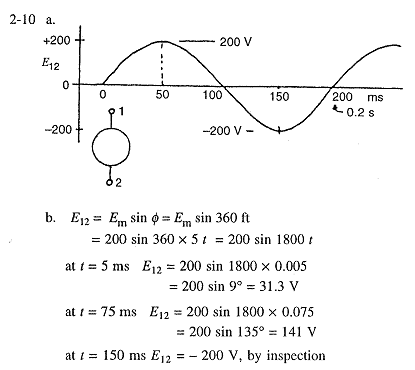 2-10 a.
+200
200 V
E12
0
0 50 100 150 200 ms
0.2 s
-200
-200 V
1
2
b. E12 = Em sin ϕ = Em sin 360 ft
= 200 sin 360 × 5 t = 200 sin 1800 t
at t = 5 ms E12 = 200 sin 1800 × 0.005
= 200 sin 9° = 31.3 V
at t = 75 ms E12 = 200 sin 1800 × 0.075
= 200 sin 135° = 141 V
at t = 150 ms E12 = – 200 V, by inspection